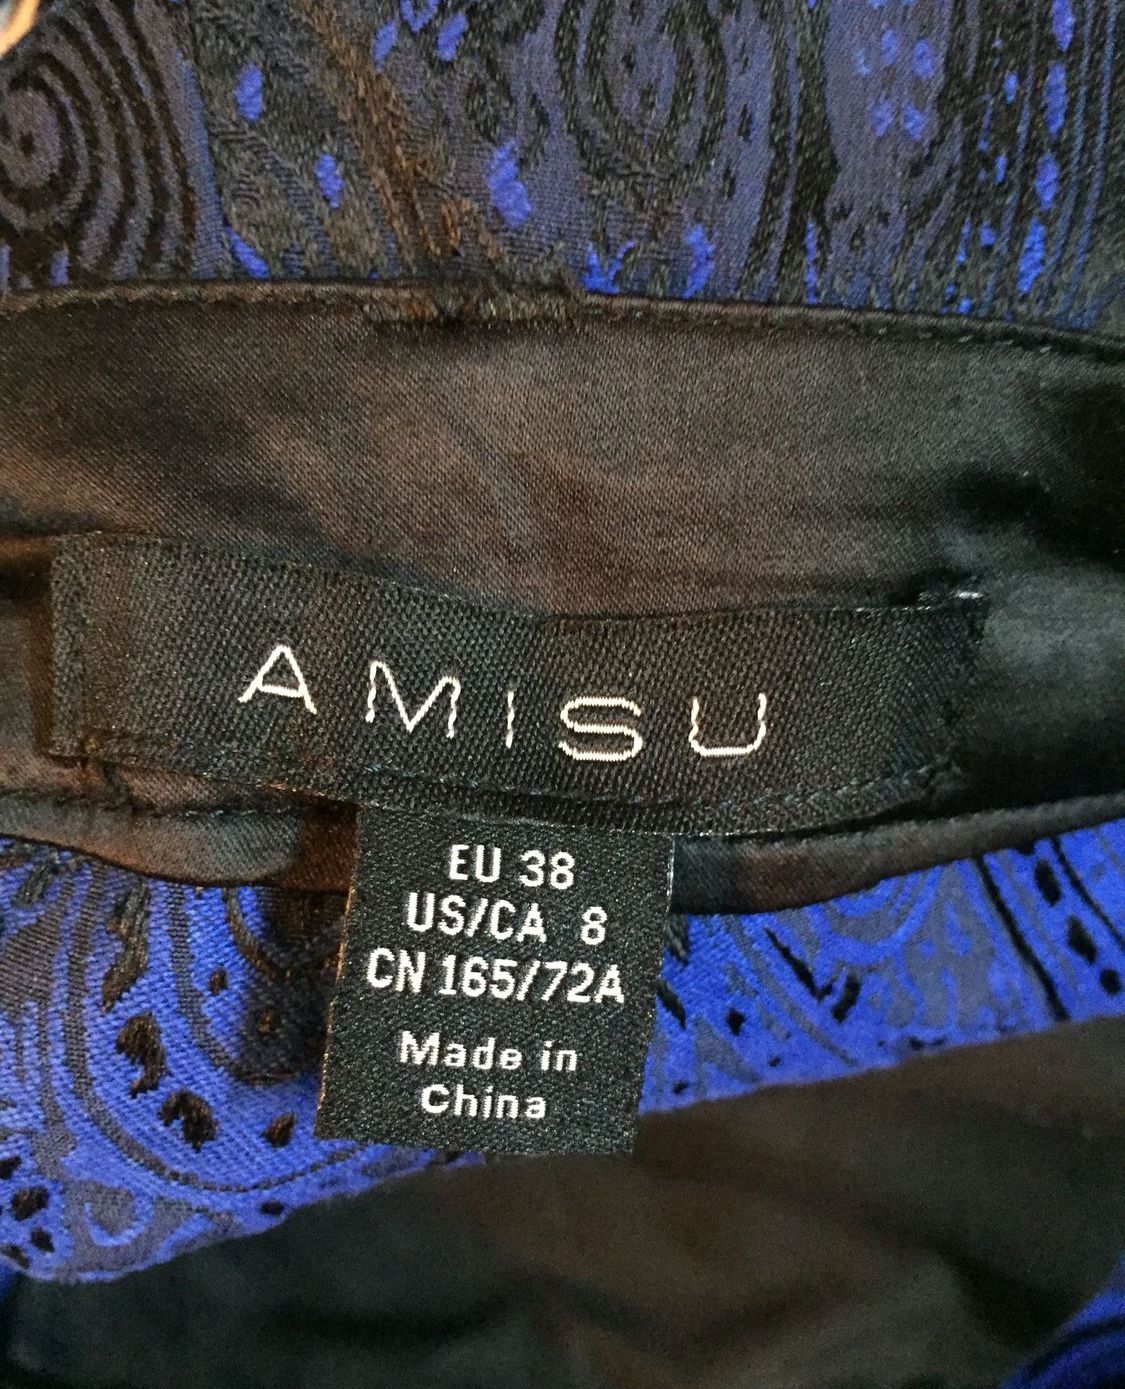 AMISU
EU 38
US/CA 8
CN 165/72A
Made in
China